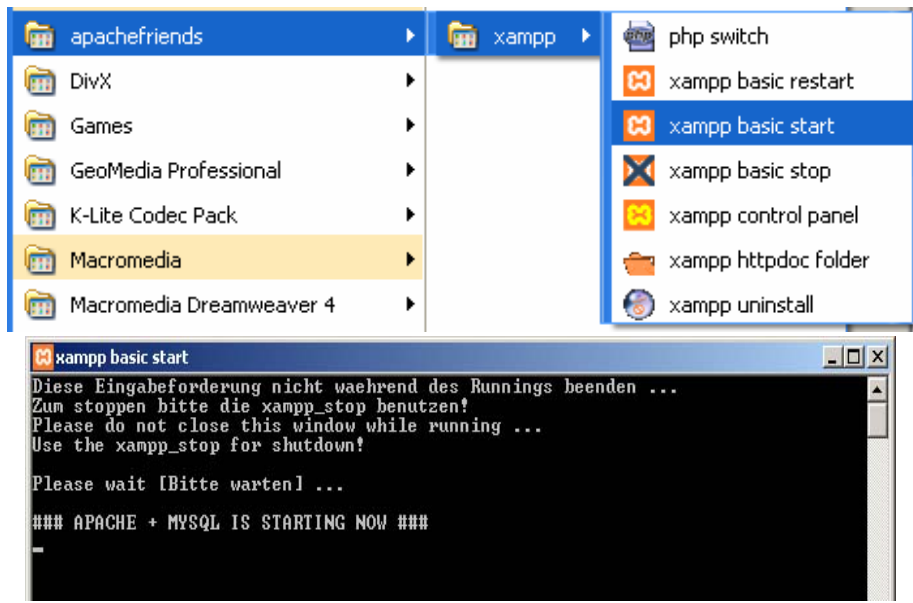 apachefriends
DivX
Games
GeoMedia Professional
K-Lite Codec Pack
Macromedia
Macromedia Dreamweaver 4
xampp
php switch
xampp basic restart
xampp basic start
xampp basic stop
xampp control panel
xampp httpdoc folder
xampp uninstall
xampp basic start
Diese Eingabeforderung nicht waehrend des Runnings beenden ...
Zum stoppen bitte die xampp_stop benutzen!
Please do not close this window while running ...
Use the xampp_stop for shutdown!
Please wait [Bitte warten] ...
### APACHE + MYSQL IS STARTING NOW ###